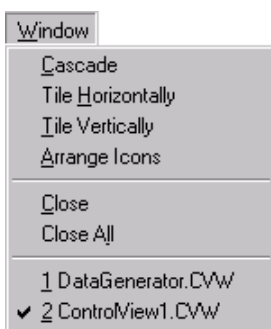 Window
Cascade
Tile Horizontally
Tile Vertically
Arrange Icons
Close
Close All
1 DataGenerator.CVW
2 ControlView1.CVW